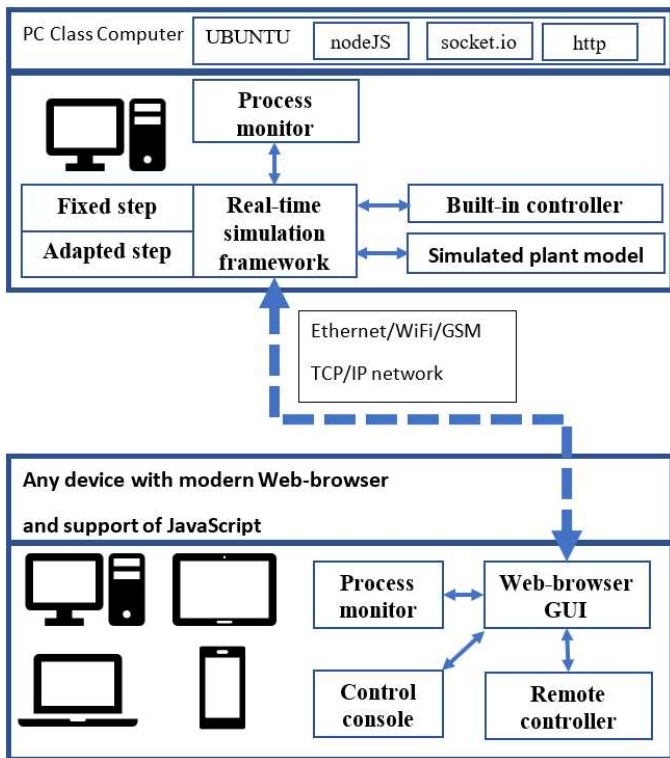 PC Class Computer
UBUNTU
nodeJS
socket.io
http
Process
monitor
Fixed step
Adapted step
Real-time
simulation
framework
Built-in controller
Simulated plant model
Ethernet/WiFi/GSM
TCP/IP network
Any device with modern Web-browser
and support of JavaScript
Process
monitor
Web-browser
GUI
Control
console
Remote
controller